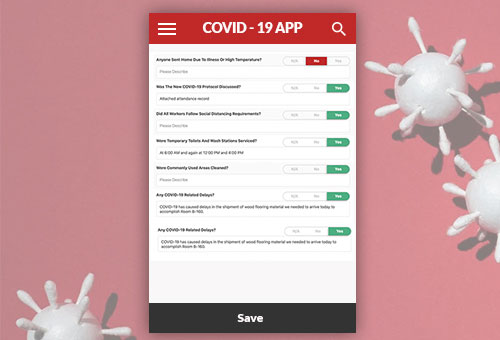 COVID - 19 APP
Anyone Sent Home Due To Illness Or High Temperature? N/A No Yes
Please Describe
Was The New COVID-19 Protocol Discussed? N/A No Yes
Attached attendance record
Did All Workers Follow Social Distancing Requirements? N/A No Yes
Please Describe
Were Temporary Toilets And Wash Stations Serviced? N/A No Yes
At 8:00 AM and again at 12:00 PM and 4:00 PM
Were Commonly Used Areas Cleaned? N/A No Yes
Please Describe
Any COVID-19 Related Delays? N/A No Yes
COVID-19 has caused delays in the shipment of wood flooring material we needed to arrive today to
accomplish Room B-160.
Any COVID-19 Related Delays? N/A No Yes
COVID-19 has caused delays in the shipment of wood flooring material we needed to arrive today to
accomplish Room B-160.
Save